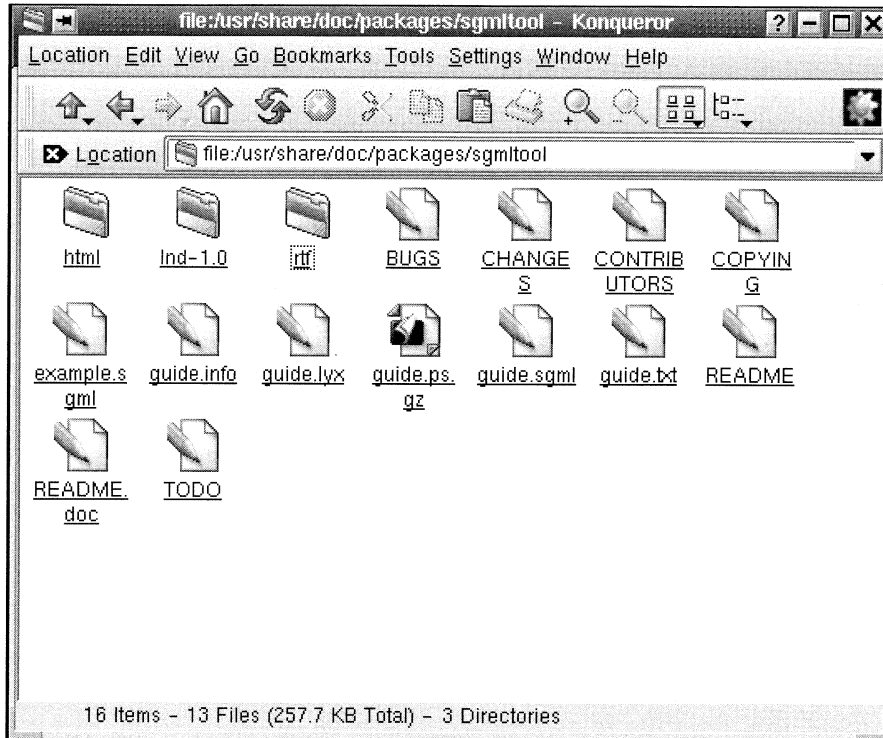 file:/usr/share/doc/packages/sgmltool - Konqueror
Location Edit View Go Bookmarks Tools Settings Window Help
Location file:/usr/share/doc/packages/sgmltool
html lnd-1.0 rtf BUGS CHANGE CONTRIB COPYIN
S UTORS G
example.s guide.info guide.lyx guide.ps. guide.sgml guide.txt README
gml gz
README. TODO
doc
16 Items - 13 Files (257.7 KB Total) - 3 Directories